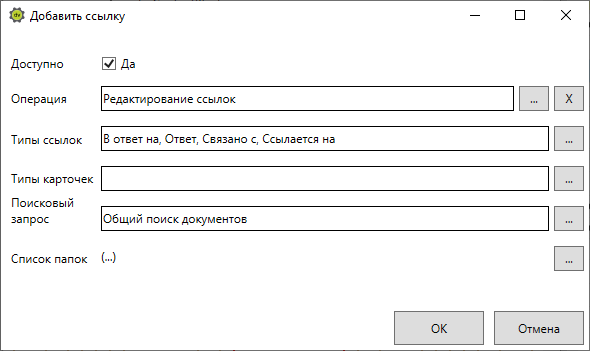 Добавить ссылку
Доступно Да
Операция Редактирование ссылок ... X
Типы ссылок В ответ на, Ответ, Связано с, Ссылается на ...
Типы карточек ...
Поисковый
запрос Общий поиск документов ...
Список папок (...) ...
ОК Отмена